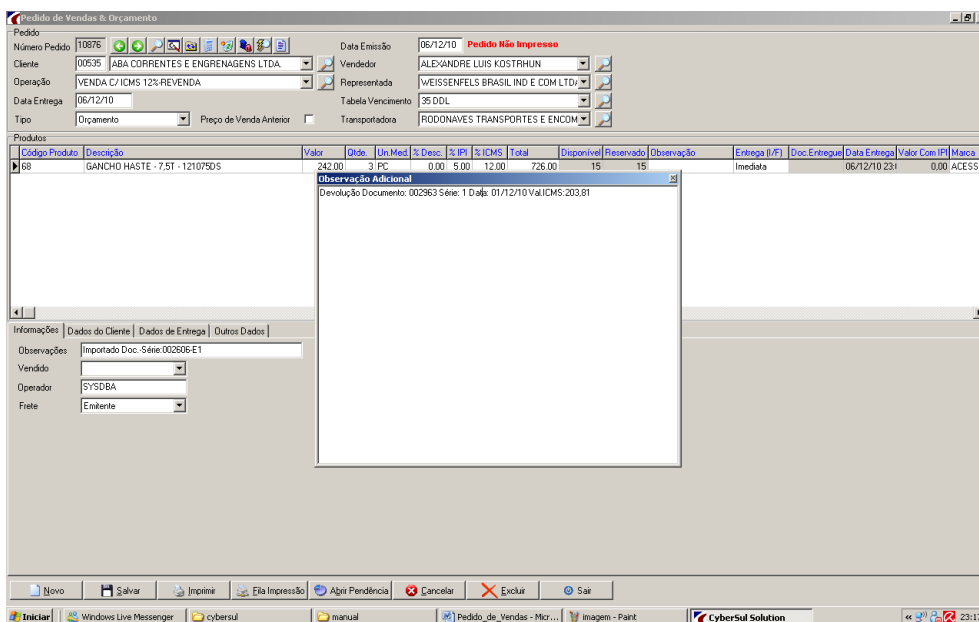 Pedido de Vendas & Orçamento
Pedido
Número Pedido 10876 Data Emissão 06/12/10 Pedido Não Impresso
Cliente 00535 ABA CORRENTES E ENGRENAGENS LTDA. Vendedor ALEXANDRE LUIS KOSTRHUN
Operação VENDA C/ ICMS 12%-REVENDA Representada WEISSENFELS BRASIL IND E COM LTD
Data Entrega 06/12/10 Tabela Vencimento 35 DDL
Tipo Orçamento Preço de Venda Anterior Transportadora RODONAVES TRANSPORTES E ENCOM
Produtos
Código Produto Descrição Valor Qtde. Un.Med. % Desc. % IPI % ICMS Total Disponível Reservado Observação Entrega (I/F) Doc.Entregue Data Entrega Valor Com IPI Marca
68 GANCHO HASTE - 7,5T - 121075DS 242.00 3 PC 0.00 5.00 12.00 726.00 15 15 Imediata 06/12/10 23: 0,00 ACESS
Observação Adicional
Devolução Documento: 002963 Série: 1 Data: 01/12/10 Val.ICMS:203,81
Informações Dados do Cliente Dados de Entrega Outros Dados
Observações Importado Doc.-Série:002606-E1
Vendido
Operador SYSDBA
Frete Emitente
Novo Salvar Imprimir Fila Impressão Abrir Pendência Cancelar Excluir Sair
Iniciar Windows Live Messenger cybersul manual Pedido_de_Vendas - Micr... imagem - Paint CyberSul Solution « 23:1